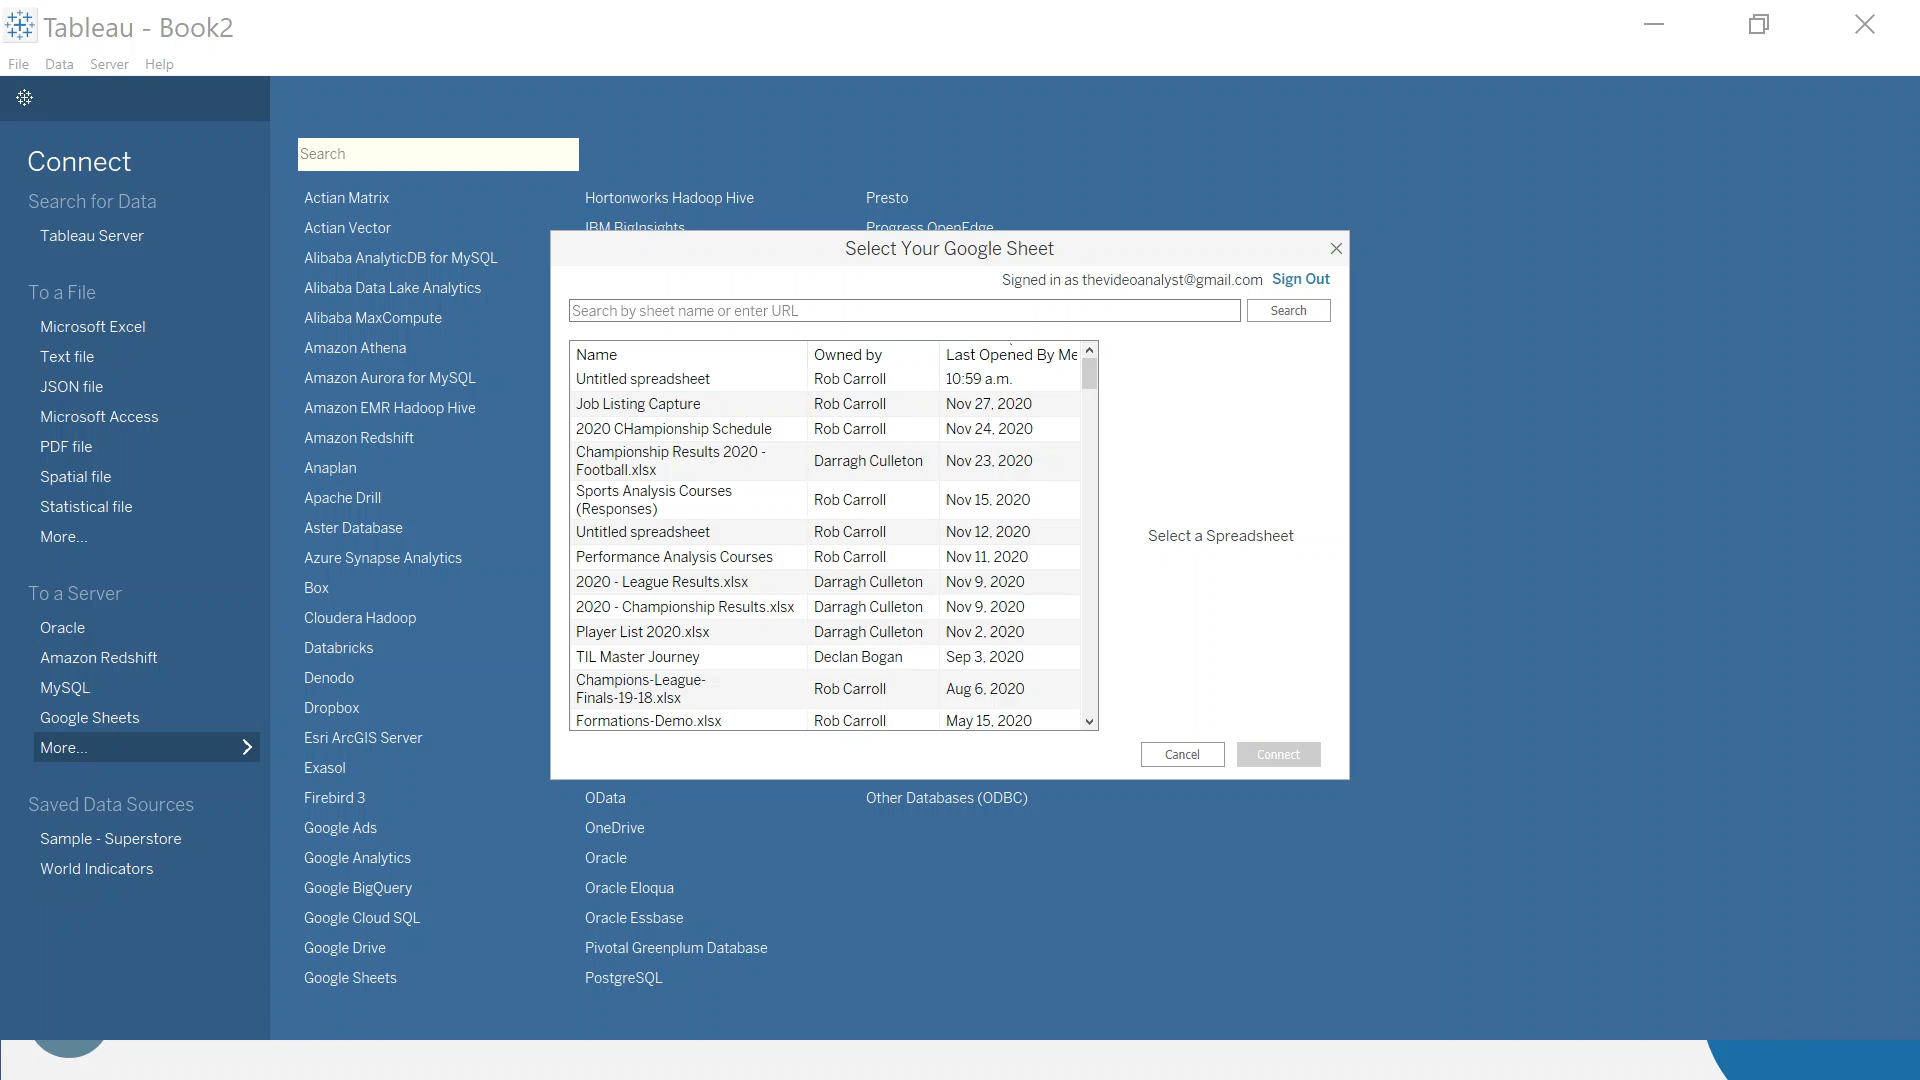 Tableau - Book2
File Data Server Help
Connect
Search for Data
Tableau Server
To a File
Microsoft Excel
Text file
JSON file
Microsoft Access
PDF file
Spatial file
Statistical file
More...
To a Server
Oracle
Amazon Redshift
MySQL
Google Sheets
More...
Saved Data Sources
Sample - Superstore
World Indicators
Search
Actian Matrix
Actian Vector
Alibaba AnalyticDB for MySQL
Alibaba Data Lake Analytics
Alibaba MaxCompute
Amazon Athena
Amazon Aurora for MySQL
Amazon EMR Hadoop Hive
Amazon Redshift
Anaplan
Apache Drill
Aster Database
Azure Synapse Analytics
Box
Cloudera Hadoop
Databricks
Denodo
Dropbox
Esri ArcGIS Server
Exasol
Firebird 3
Google Ads
Google Analytics
Google BigQuery
Google Cloud SQL
Google Drive
Google Sheets
Hortonworks Hadoop Hive
IBM BigInsights
OData
OneDrive
Oracle
Oracle Eloqua
Oracle Essbase
Pivotal Greenplum Database
PostgreSQL
Presto
Progress OpenEdge
Other Databases (ODBC)
Select Your Google Sheet
Signed in as thevideoanalyst@gmail.com Sign Out
Search by sheet name or enter URL Search
Name Owned by Last Opened By Me
Untitled spreadsheet Rob Carroll 10:59 a.m.
Job Listing Capture Rob Carroll Nov 27, 2020
2020 CHampionship Schedule Rob Carroll Nov 24, 2020
Championship Results 2020 -
Football.xlsx Darragh Culleton Nov 23, 2020
Sports Analysis Courses
(Responses) Rob Carroll Nov 15, 2020
Untitled spreadsheet Rob Carroll Nov 12, 2020
Performance Analysis Courses Rob Carroll Nov 11, 2020
2020 - League Results.xlsx Darragh Culleton Nov 9, 2020
2020 - Championship Results.xlsx Darragh Culleton Nov 9, 2020
Player List 2020.xlsx Darragh Culleton Nov 2, 2020
TIL Master Journey Declan Bogan Sep 3, 2020
Champions-League-
Finals-19-18.xlsx Rob Carroll Aug 6, 2020
Formations-Demo.xlsx Rob Carroll May 15, 2020
Select a Spreadsheet
Cancel Connect